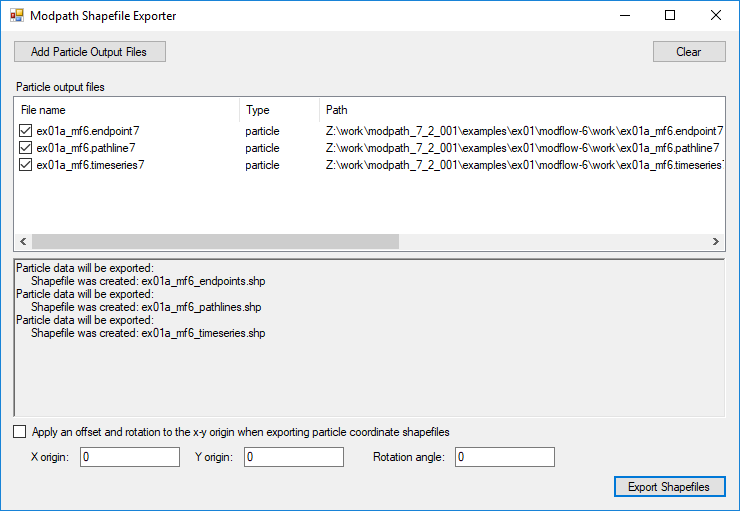 Modpath Shapefile Exporter
Add Particle Output Files Clear
Particle output files
File name Type Path
ex01a_mf6.endpoint7 particle Z:\work\modpath_7_2_001\examples\ex01\modflow-6\work\ex01a_mf6.endpoint7
ex01a_mf6.pathline7 particle Z:\work\modpath_7_2_001\examples\ex01\modflow-6\work\ex01a_mf6.pathline7
ex01a_mf6.timeseries7 particle Z:\work\modpath_7_2_001\examples\ex01\modflow-6\work\ex01a_mf6.timeseries7
Particle data will be exported:
Shapefile was created: ex01a_mf6_endpoints.shp
Particle data will be exported:
Shapefile was created: ex01a_mf6_pathlines.shp
Particle data will be exported:
Shapefile was created: ex01a_mf6_timeseries.shp
Apply an offset and rotation to the x-y origin when exporting particle coordinate shapefiles
X origin: 0 Y origin: 0 Rotation angle: 0
Export Shapefiles